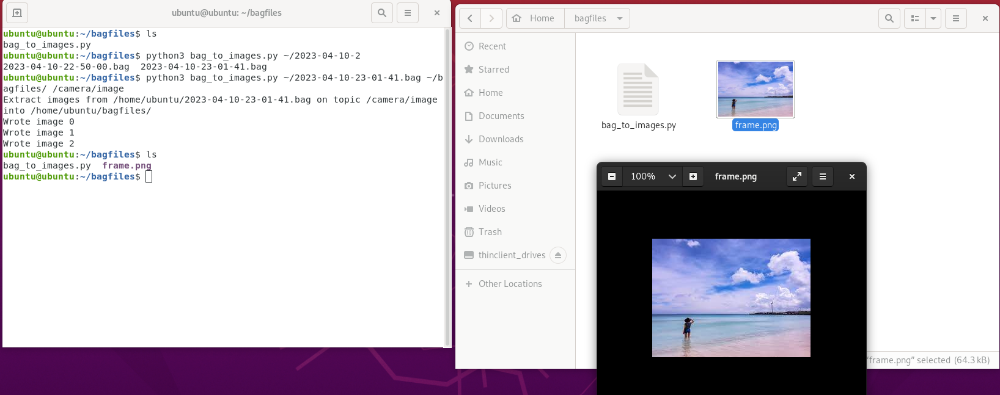 ubuntu@ubuntu: ~/bagfiles
ubuntu@ubuntu:~/bagfiles$ ls
bag_to_images.py
ubuntu@ubuntu:~/bagfiles$ python3 bag_to_images.py ~/2023-04-10-2
2023-04-10-22-50-00.bag  2023-04-10-23-01-41.bag
ubuntu@ubuntu:~/bagfiles$ python3 bag_to_images.py ~/2023-04-10-23-01-41.bag ~/b
agfiles/ /camera/image
Extract images from /home/ubuntu/2023-04-10-23-01-41.bag on topic /camera/image
into /home/ubuntu/bagfiles/
Wrote image 0
Wrote image 1
Wrote image 2
ubuntu@ubuntu:~/bagfiles$ ls
bag_to_images.py  frame.png
ubuntu@ubuntu:~/bagfiles$
Home
bagfiles
Recent
Starred
Home
Documents
Downloads
Music
Pictures
Videos
Trash
thinclient_drives
Other Locations
bag_to_images.py
frame.png
100%
frame.png
"frame.png" selected (64.3 kB)